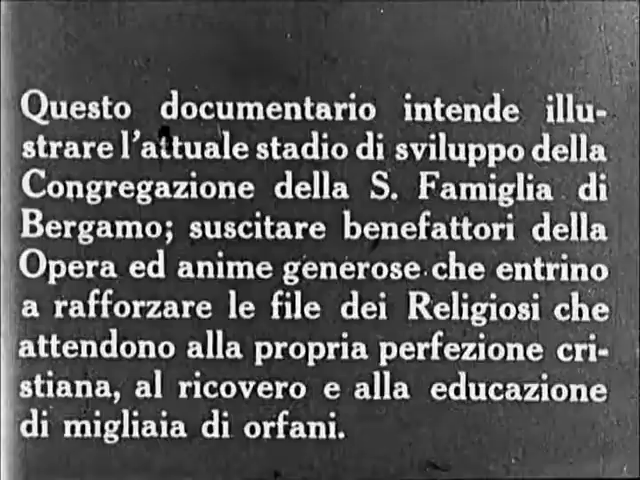 Questo documentario intende illu-
strare l'attuale stadio di sviluppo della
Congregazione della S. Famiglia di
Bergamo; suscitare benefattori della
Opera ed anime generose che entrino
a rafforzare le file dei Religiosi che
attendono alla propria perfezione cri-
stiana, al ricovero e alla educazione
di migliaia di orfani.